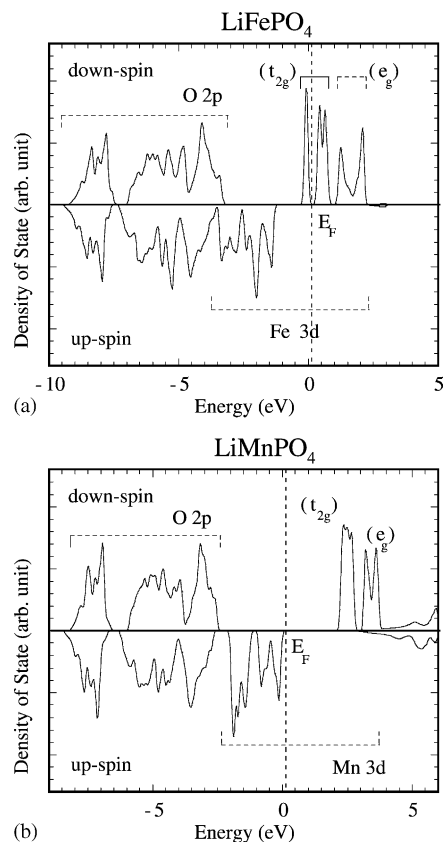 LiFePO4
down-spin
(t2g)
(eg)
O 2p
Density of State (arb. unit)
EF
Fe 3d
up-spin
-10
-5
0
5
(a)
Energy (eV)
LiMnPO4
down-spin
(t2g)
O 2p
(eg)
Density of State (arb. unit)
EF
up-spin
Mn 3d
-5
0
5
Energy (eV)
(b)